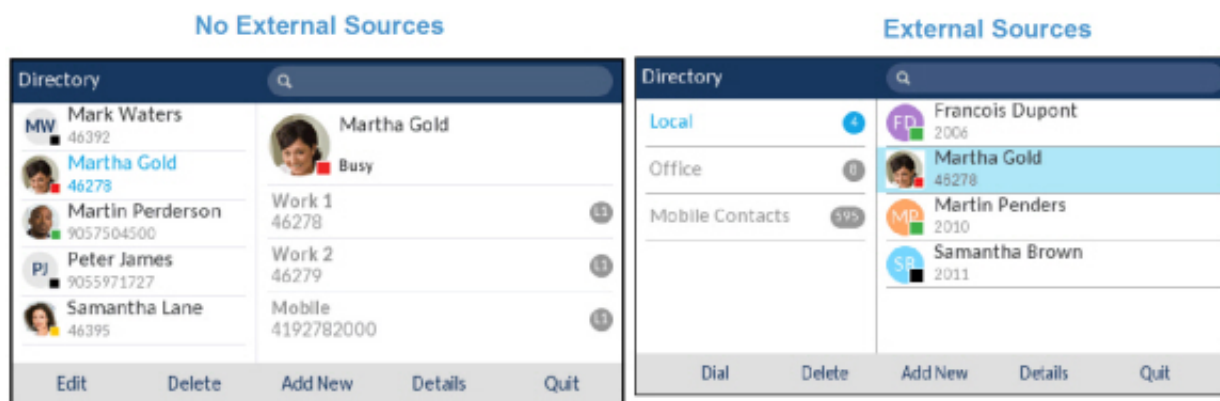 No External Sources
Directory
MW
Mark Waters
46392
Martha Gold
46278
Martin Perderson
9057504500
PJ
Peter James
9055971727
Samantha Lane
46395
Martha Gold
Busy
Work 1
46278
L1
Work 2
46279
L1
Mobile
4192782000
L1
Edit Delete Add New Details Quit
External Sources
Directory
Local 4
Office 0
Mobile Contacts 595
FD
Francois Dupont
2006
Martha Gold
46278
MP
Martin Penders
2010
SB
Samantha Brown
2011
Dial Delete Add New Details Quit